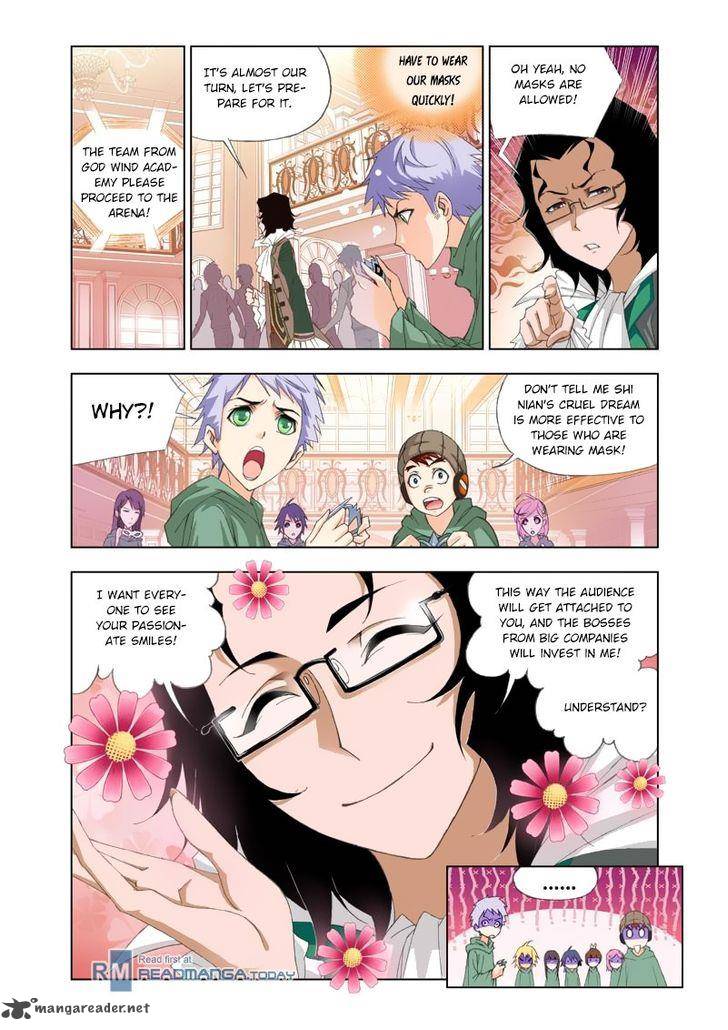 THE TEAM FROM
GOD WIND ACAD-
EMY PLEASE
PROCEED TO THE
ARENA!
IT'S ALMOST OUR
TURN, LET'S PRE-
PARE FOR IT.
HAVE TO WEAR
OUR MASKS
QUICKLY!
OH YEAH, NO
MASKS ARE
ALLOWED!
WHY?!
DON'T TELL ME SHI
NIAN'S CRUEL DREAM
IS MORE EFFECTIVE
TO THOSE WHO ARE
WEARING MASK!
I WANT EVERY-
ONE TO SEE
YOUR PASSION-
ATE SMILES!
THIS WAY THE AUDIENCE
WILL GET ATTACHED TO
YOU, AND THE BOSSES
FROM BIG COMPANIES
WILL INVEST IN ME!
UNDERSTAND?
......
RM
Read first at
READMANGA.TODAY
mangareader.net